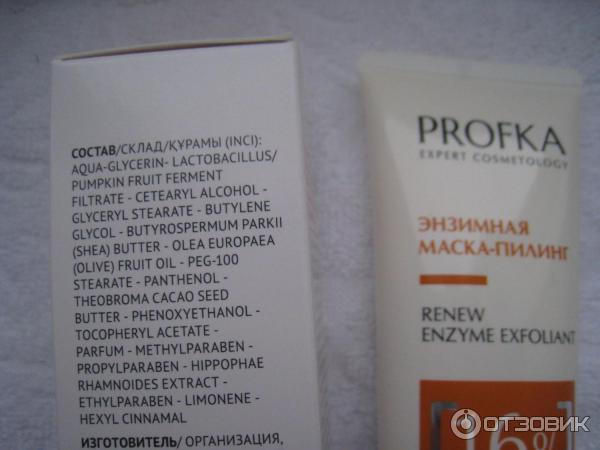 СОСТАВ/СКЛАД/ҚҰРАМЫ (INCI):
AQUA-GLYCERIN- LACTOBACILLUS/
PUMPKIN FRUIT FERMENT
FILTRATE - CETEARYL ALCOHOL -
GLYCERYL STEARATE - BUTYLENE
GLYCOL - BUTYROSPERMUM PARKII
(SHEA) BUTTER - OLEA EUROPAEA
(OLIVE) FRUIT OIL - PEG-100
STEARATE - PANTHENOL -
THEOBROMA CACAO SEED
BUTTER - PHENOXYETHANOL -
TOCOPHERYL ACETATE -
PARFUM - METHYLPARABEN -
PROPYLPARABEN - HIPPOPHAE
RHAMNOIDES EXTRACT -
ETHYLPARABEN - LIMONENE -
HEXYL CINNAMAL
ИЗГОТОВИТЕЛЬ/ ОРГАНИЗАЦИЯ,
PROFKA
EXPERT COSMETOLOGY
ЭНЗИМНАЯ
МАСКА-ПИЛИНГ
RENEW
ENZYME EXFOLIANT
16%
ОТЗОВИК